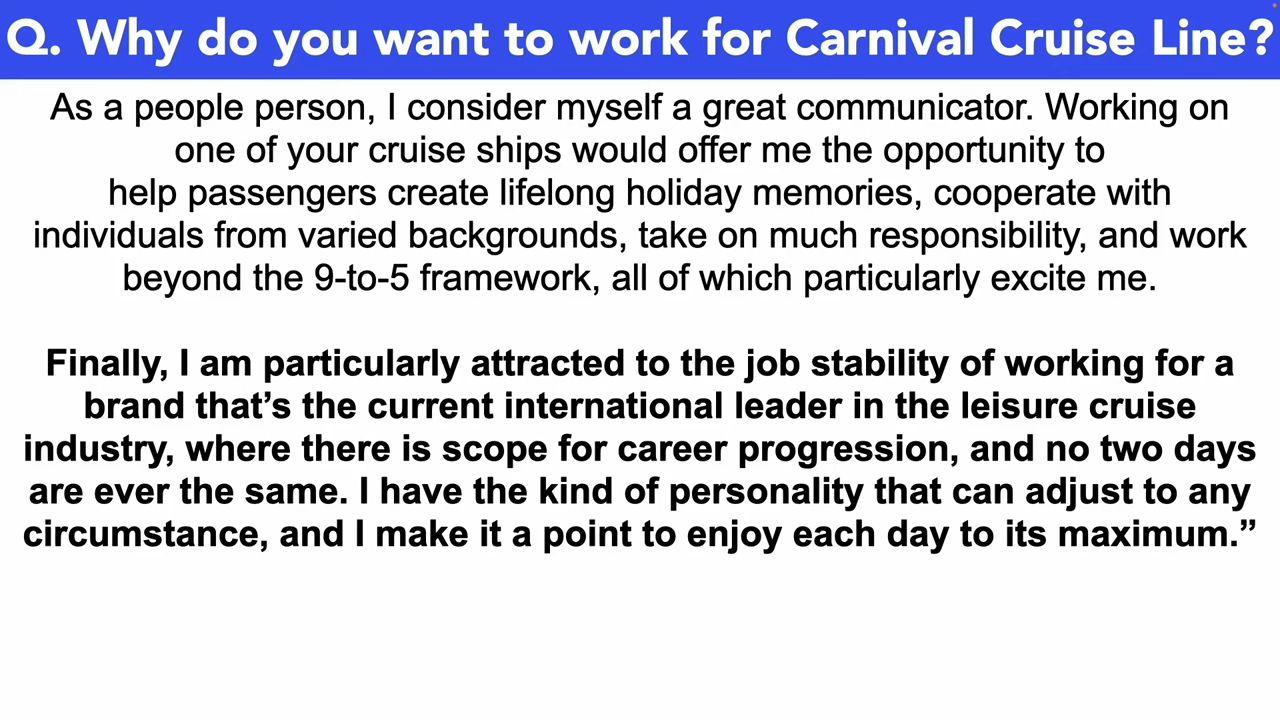 Q. Why do you want to work for Carnival Cruise Line?
As a people person, I consider myself a great communicator. Working on
one of your cruise ships would offer me the opportunity to
help passengers create lifelong holiday memories, cooperate with
individuals from varied backgrounds, take on much responsibility, and work
beyond the 9-to-5 framework, all of which particularly excite me.
Finally, I am particularly attracted to the job stability of working for a
brand that’s the current international leader in the leisure cruise
industry, where there is scope for career progression, and no two days
are ever the same. I have the kind of personality that can adjust to any
circumstance, and I make it a point to enjoy each day to its maximum.”